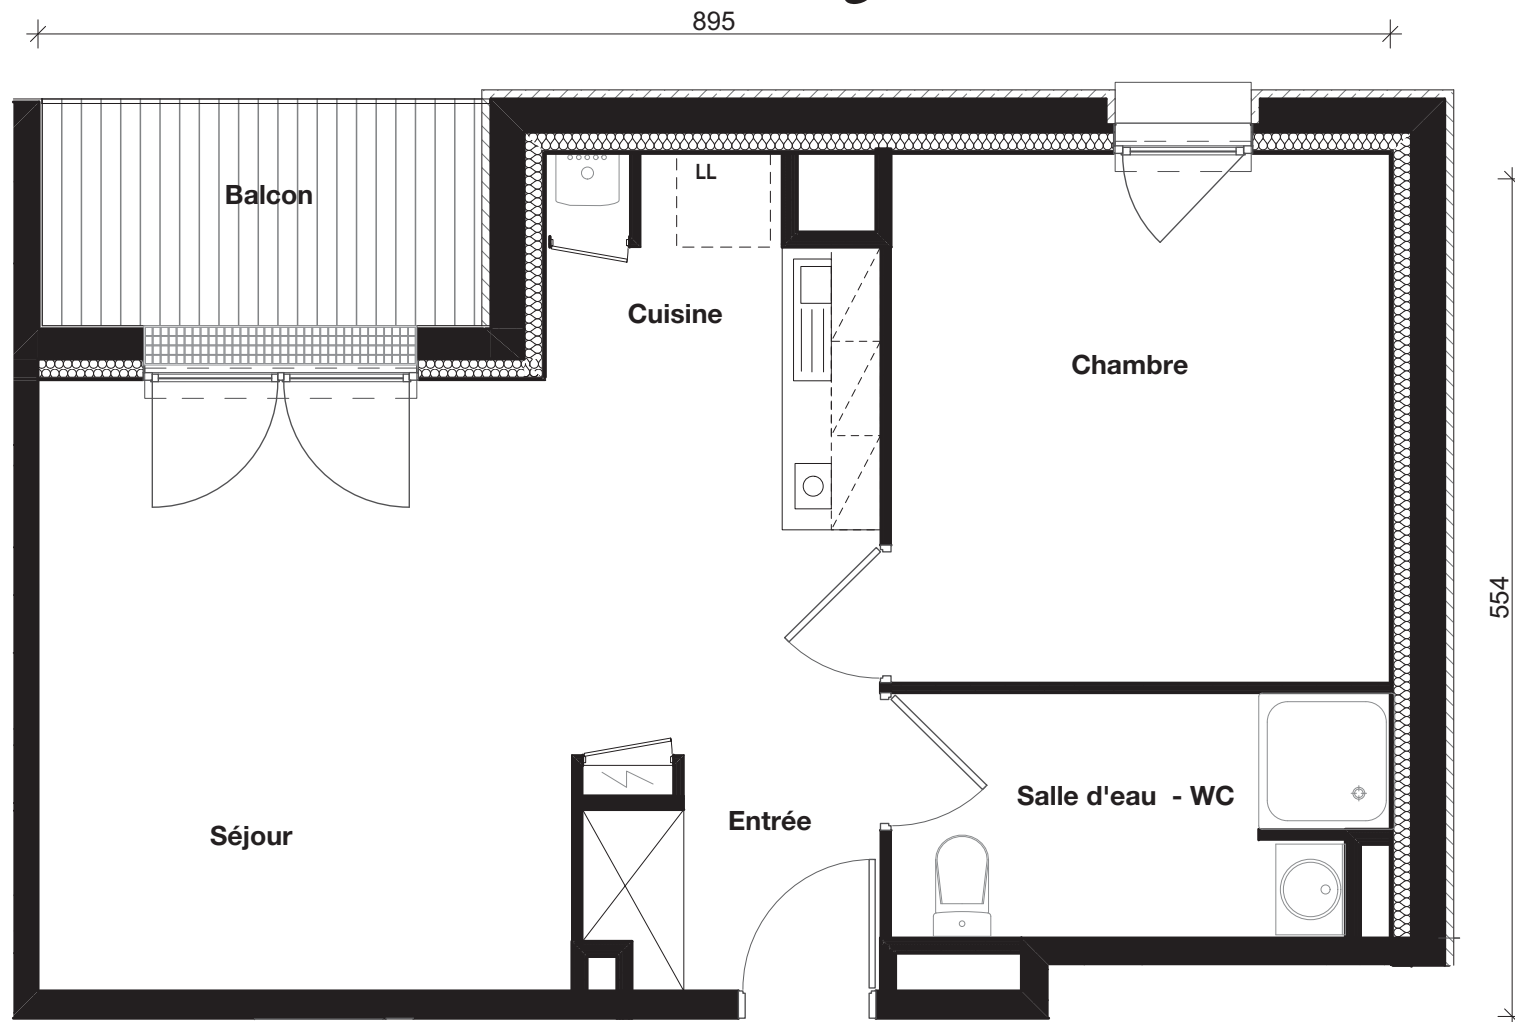 895
Balcon
LL
Cuisine
Chambre
554
Salle d'eau - WC
Entrée
Séjour